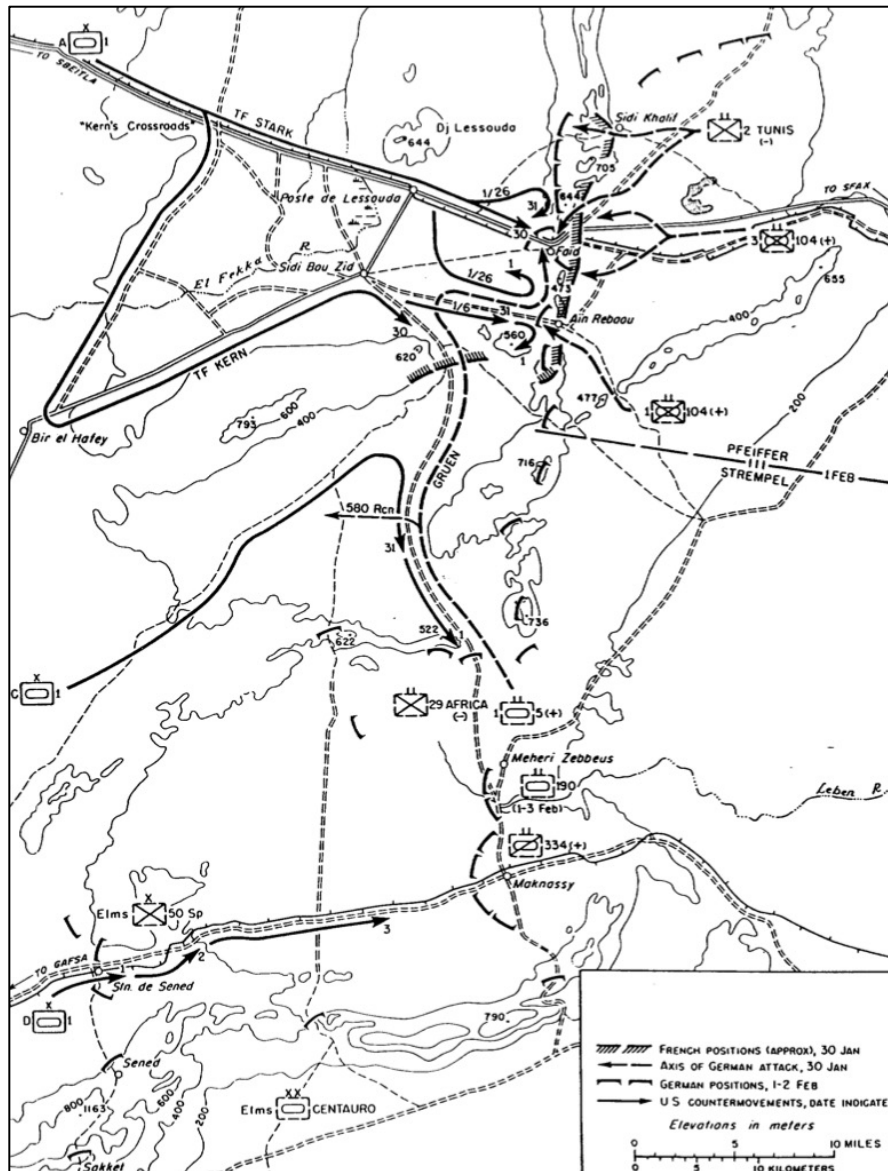 X
A 1
TO SBEITLA
"Kern's Crossroads"
TF STARK
Dj Lessouda
644
Sidi Khalif
2 TUNIS
(-)
705
Poste de Lessouda
1/26
31
644
TO SFAX
30
Faid
3 104(+)
El Fekka R
Sidi Bou Zid
1
1/26
473
655
400
1/6
31
Ain Rebaou
30
560
1
620
TF KERN
200
793
600
400
477
1 104(+)
Bir el Hafey
GRUEN
716
PFEIFFER
III
STREMPEL
1 FEB
580 Rcn
31
736
522
1
622
X
C 1
29 AFRICA
(-)
1 5(+)
Meheri Zebbeus
190
(1-3 Feb)
Leben R
334(+)
Maknassy
X
Elms 50 Sp
3
TO GAFSA
1
2
Stn. de Sened
X
D 1
790
Sened
800
1163
600
400
200
XX
Elms CENTAURO
Sakket
FRENCH POSITIONS (APPROX), 30 JAN
AXIS OF GERMAN ATTACK, 30 JAN
GERMAN POSITIONS, 1-2 FEB
U S COUNTERMOVEMENTS, DATE INDICATE
Elevations in meters
0 5 10 MILES
0 5 10 KILOMETERS